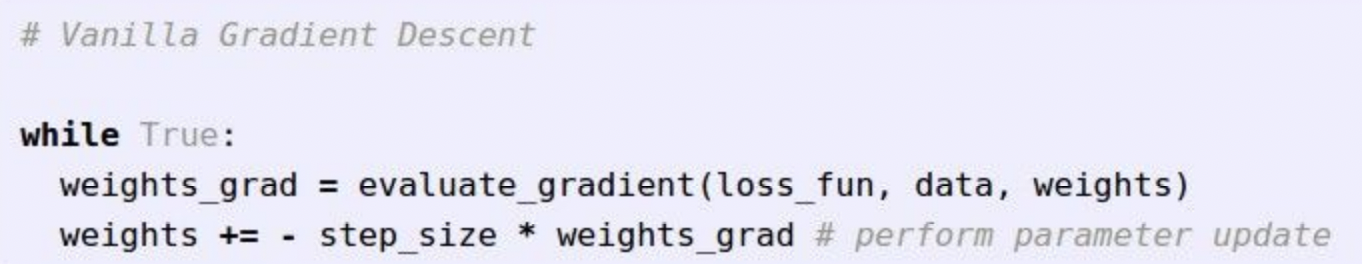 # Vanilla Gradient Descent
while True:
weights_grad = evaluate_gradient(loss_fun, data, weights)
weights += - step_size * weights_grad # perform parameter update